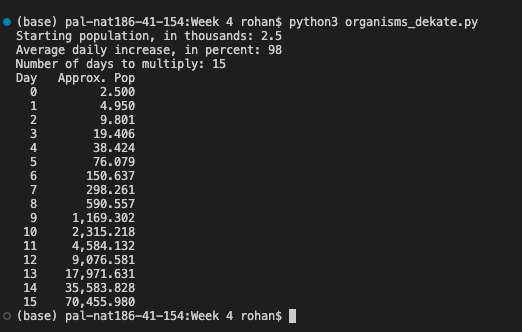 (base) pal-nat186-41-154:Week 4 rohan$ python3 organisms_dekate.py
Starting population, in thousands: 2.5
Average daily increase, in percent: 98
Number of days to multiply: 15
Day   Approx. Pop
  0         2.500
  1         4.950
  2         9.801
  3        19.406
  4        38.424
  5        76.079
  6       150.637
  7       298.261
  8       590.557
  9     1,169.302
 10     2,315.218
 11     4,584.132
 12     9,076.581
 13    17,971.631
 14    35,583.828
 15    70,455.980
(base) pal-nat186-41-154:Week 4 rohan$